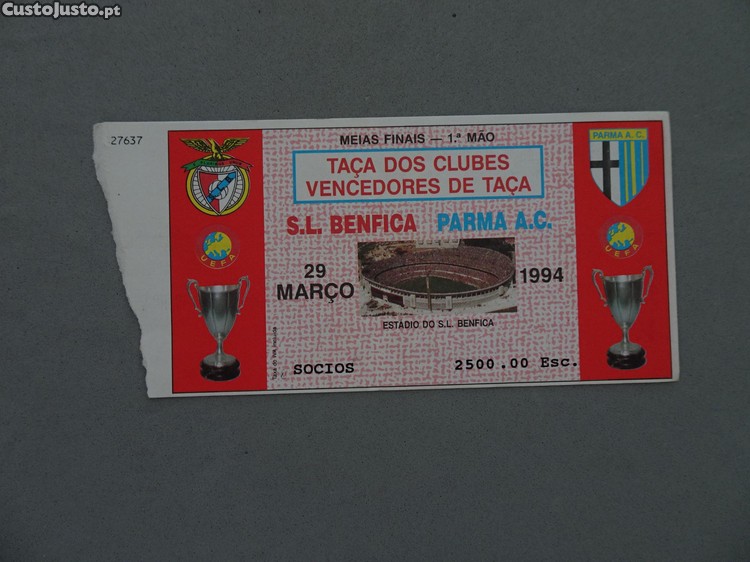 CustoJusto.pt
27637
MEIAS FINAIS — 1.ª MÃO
TAÇA DOS CLUBES
VENCEDORES DE TAÇA
S.L. BENFICA PARMA A.C.
29
MARÇO
1994
ESTÁDIO DO S.L. BENFICA
SOCIOS 2500.00 Esc.
PARMA A.C.
UEFA
UEFA